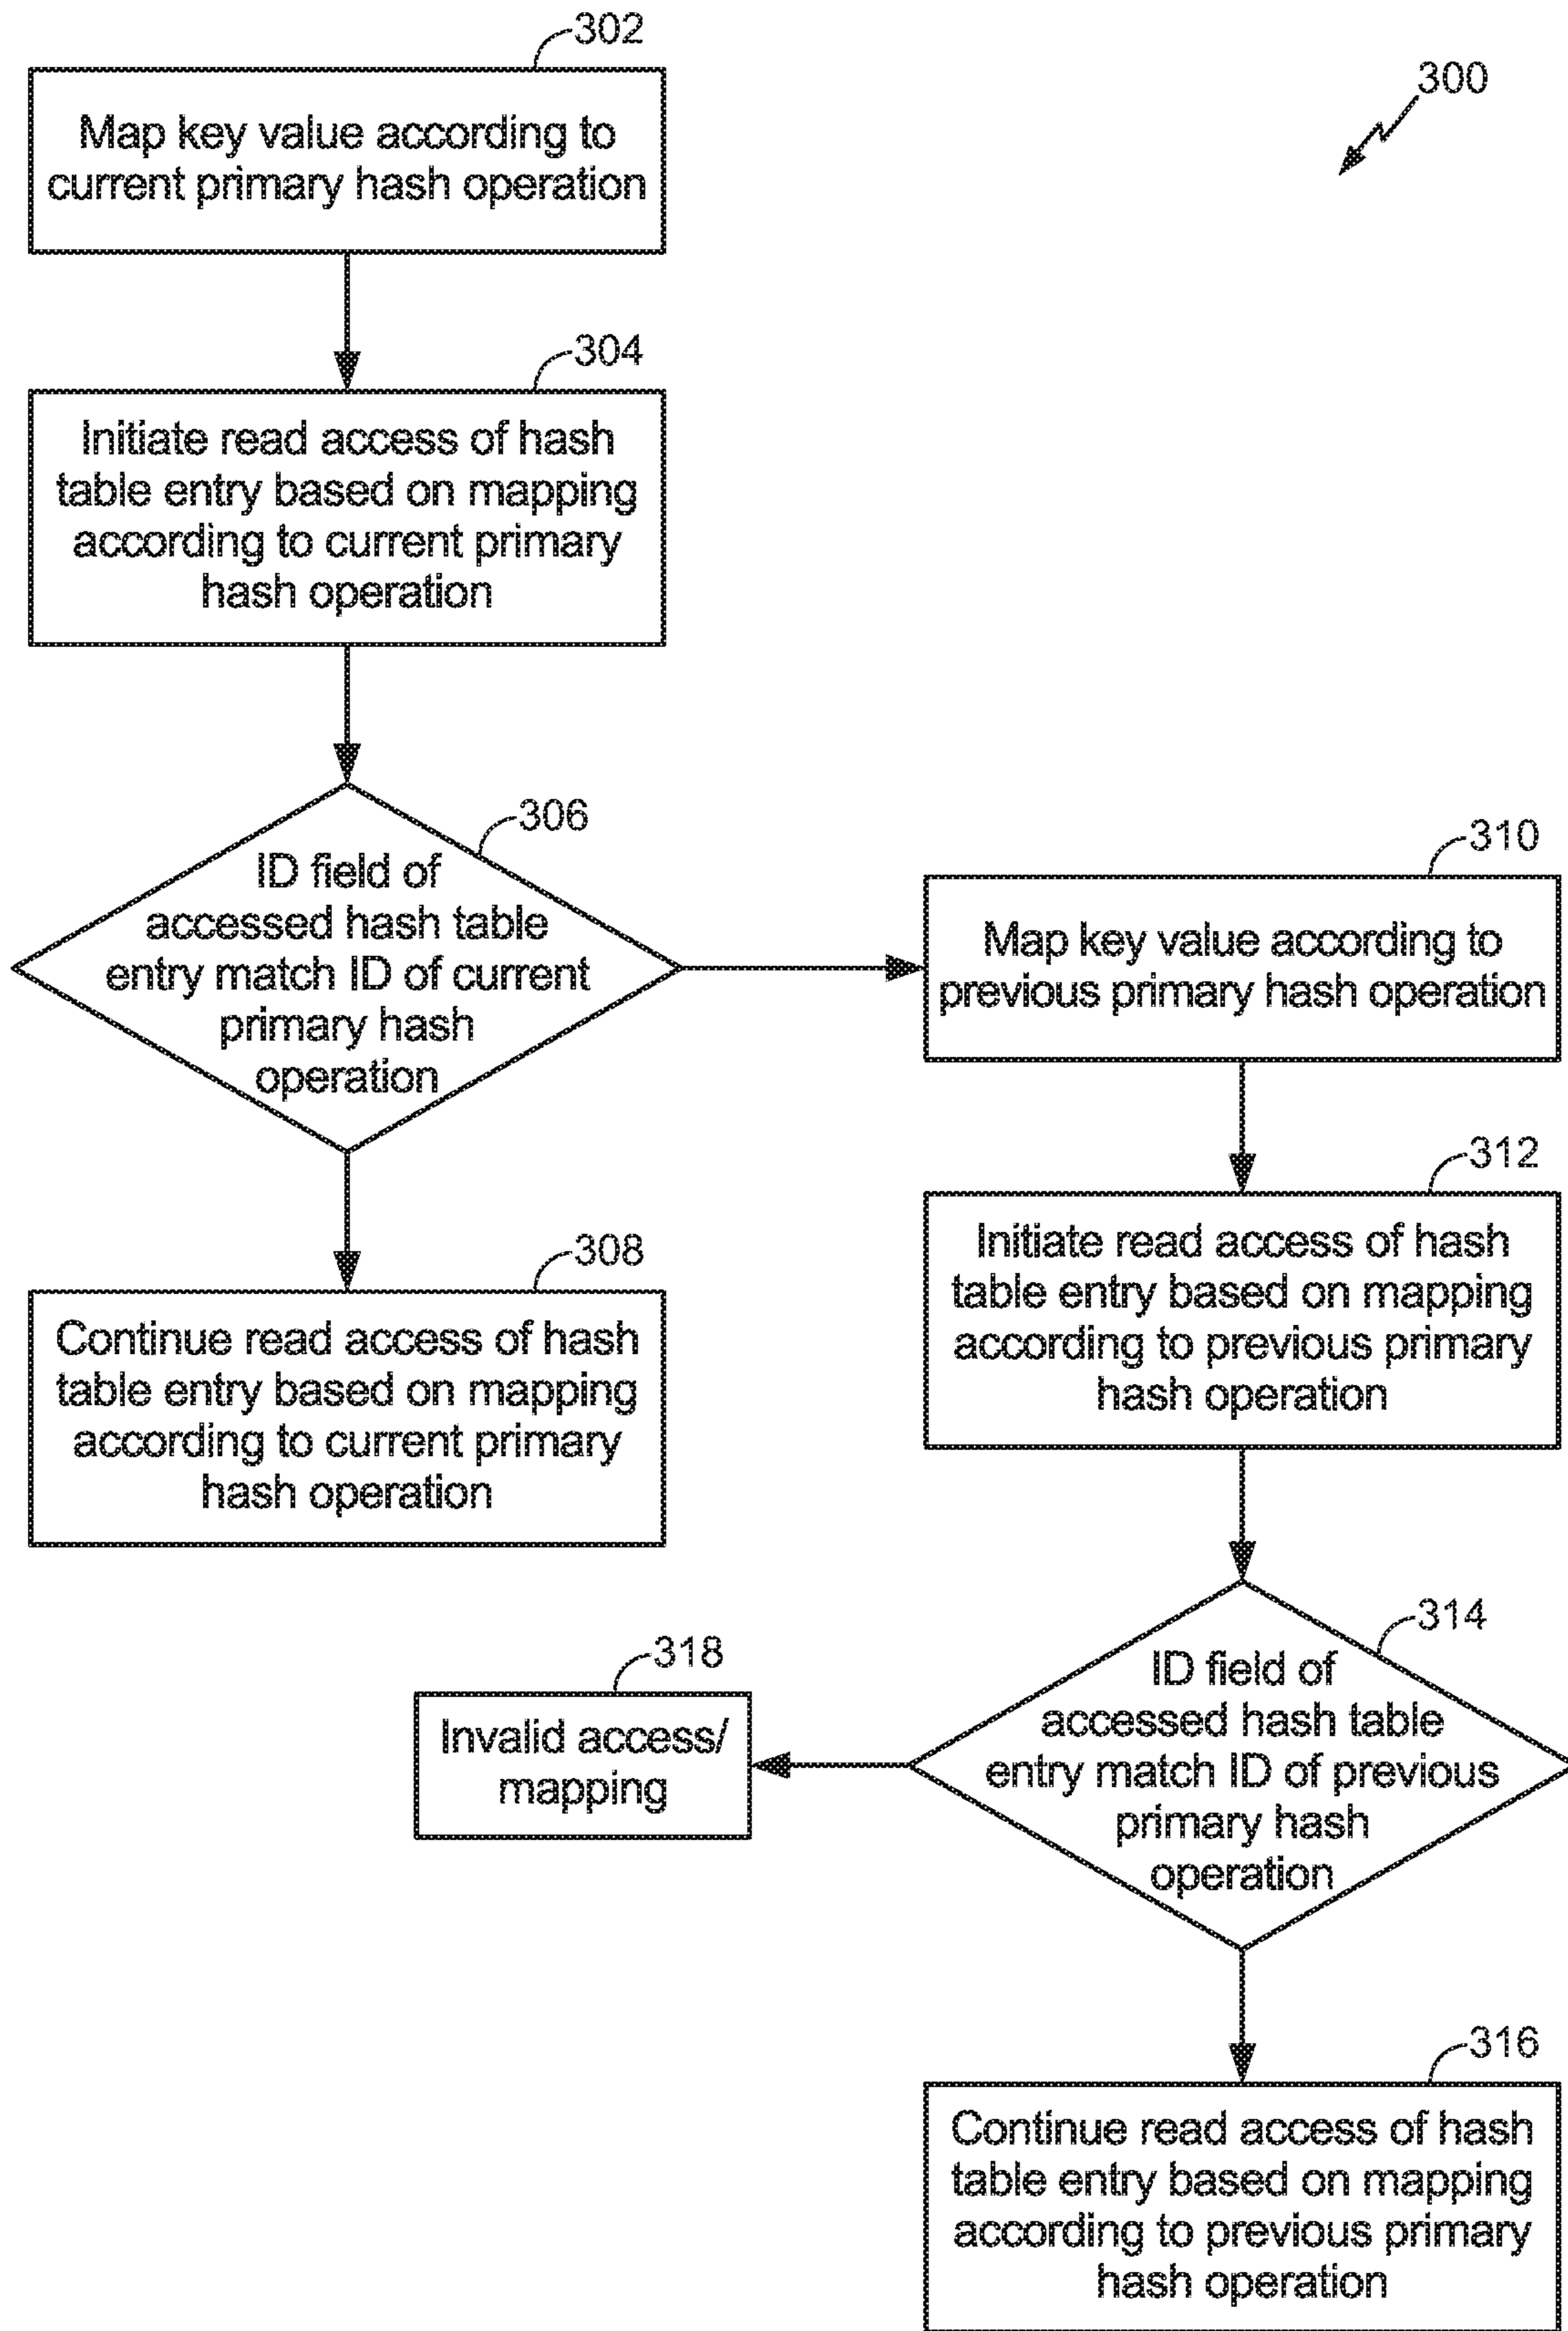 302
300
Map key value according to
current primary hash operation
304
Initiate read access of hash
table entry based on mapping
according to current primary
hash operation
306
ID field of
accessed hash table
entry match ID of current
primary hash
operation
310
Map key value according to
previous primary hash operation
312
Initiate read access of hash
table entry based on mapping
according to previous primary
hash operation
308
Continue read access of hash
table entry based on mapping
according to current primary
hash operation
314
ID field of
accessed hash table
entry match ID of previous
primary hash
operation
318
Invalid access/
mapping
316
Continue read access of hash
table entry based on mapping
according to previous primary
hash operation